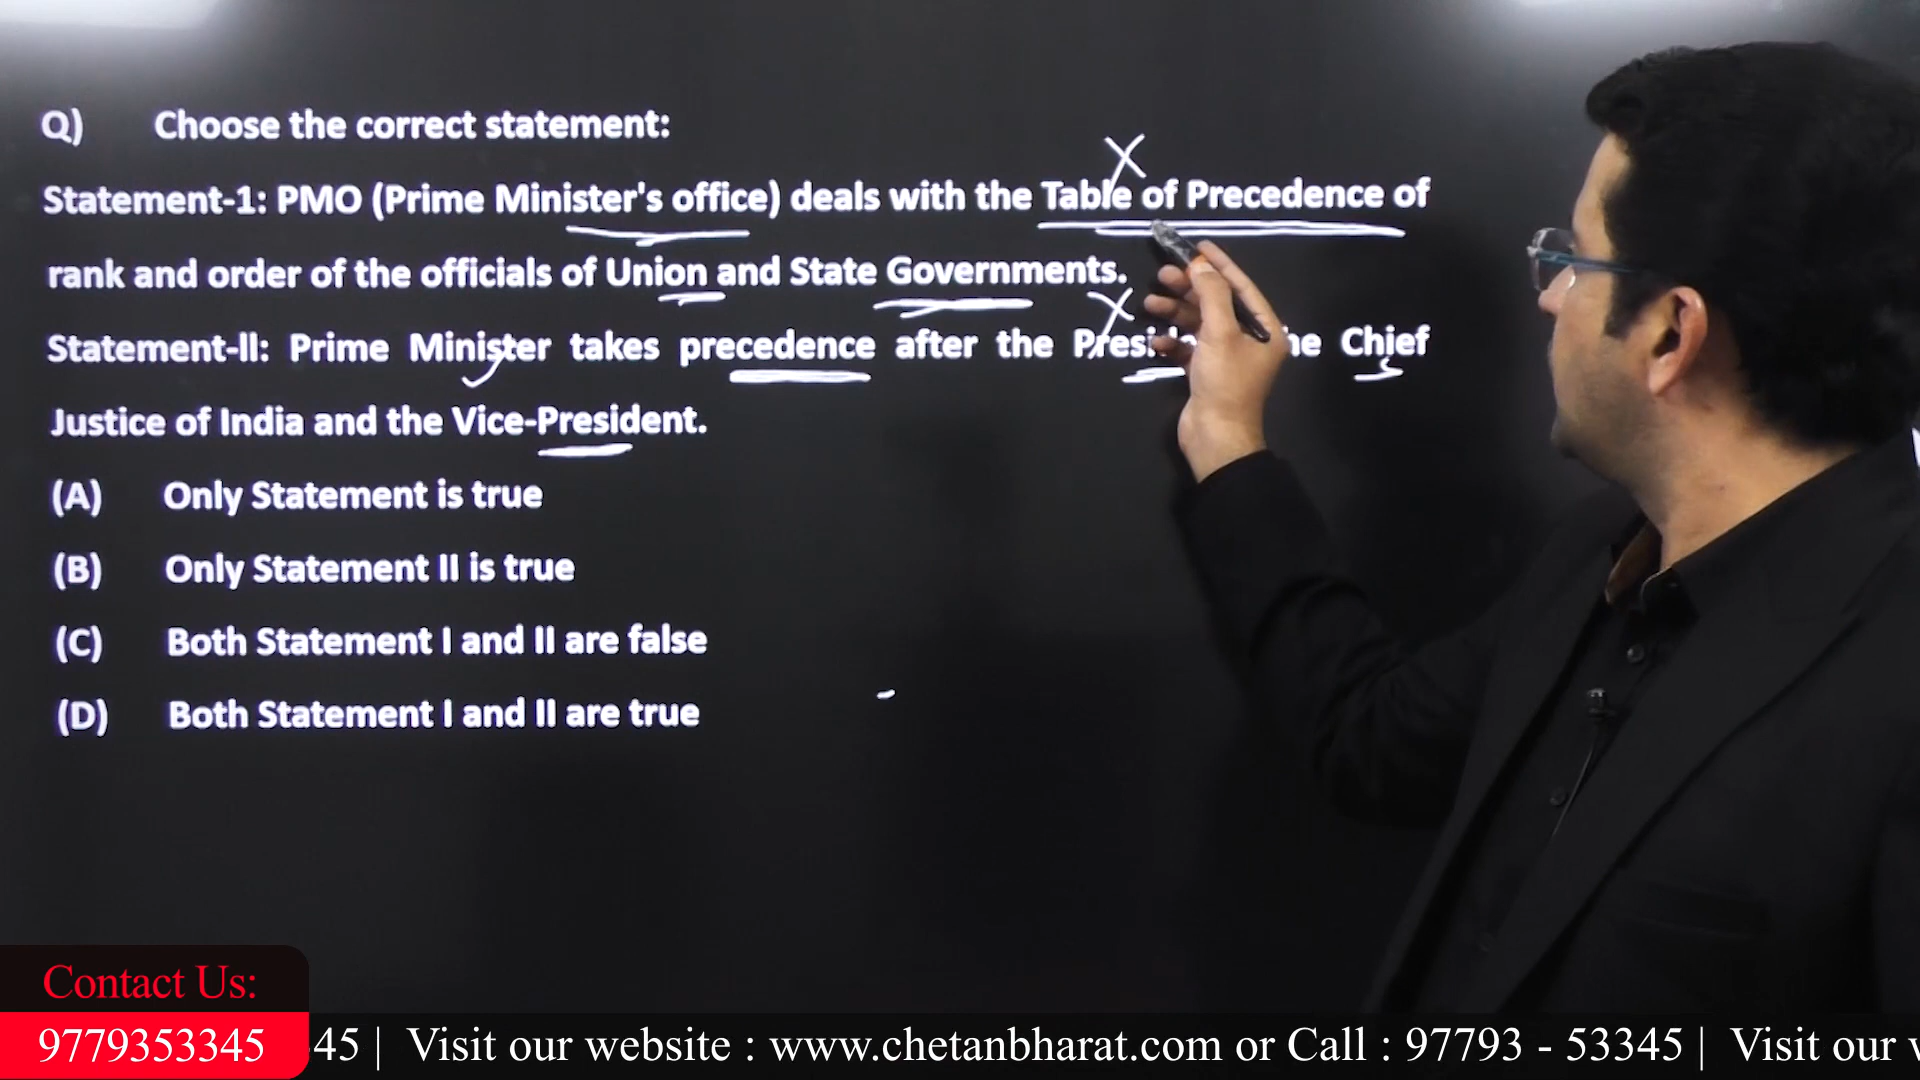 Q) Choose the correct statement:
Statement-1: PMO (Prime Minister's office) deals with the Table of Precedence of
rank and order of the officials of Union and State Governments.
Statement-II: Prime Minister takes precedence after the Chief
Justice of India and the Vice-President.
(A) Only Statement is true
(B) Only Statement II is true
(C) Both Statement I and II are false
(D) Both Statement I and II are true
Contact Us:
9779353345 45 | Visit our website : www.chetanbharat.com or Call : 97793 - 53345 | Visit our